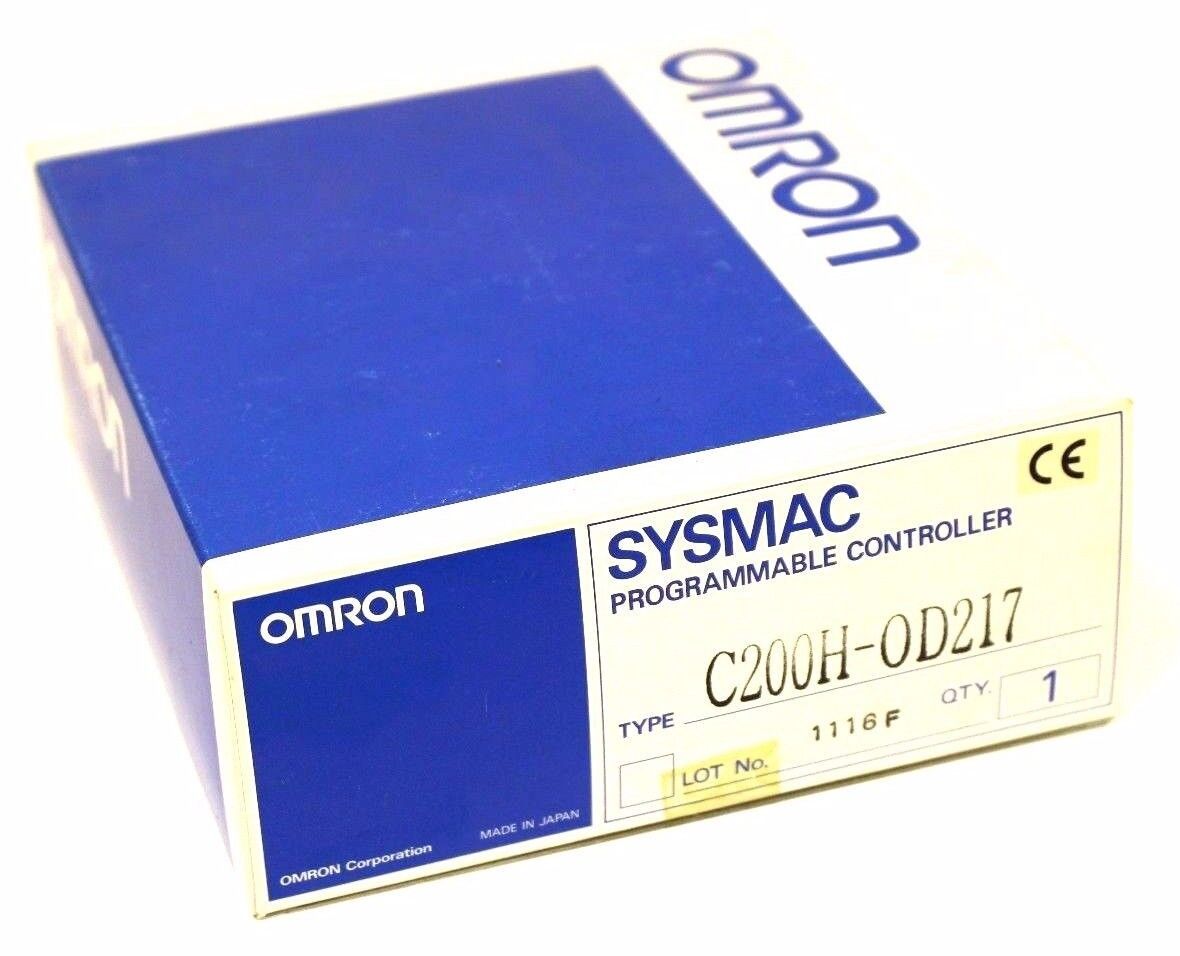 OMRON
OMRON
OMRON
SYSMAC
PROGRAMMABLE CONTROLLER
CE
TYPE C200H-OD217
LOT No. 1116F QTY. 1
MADE IN JAPAN
OMRON Corporation